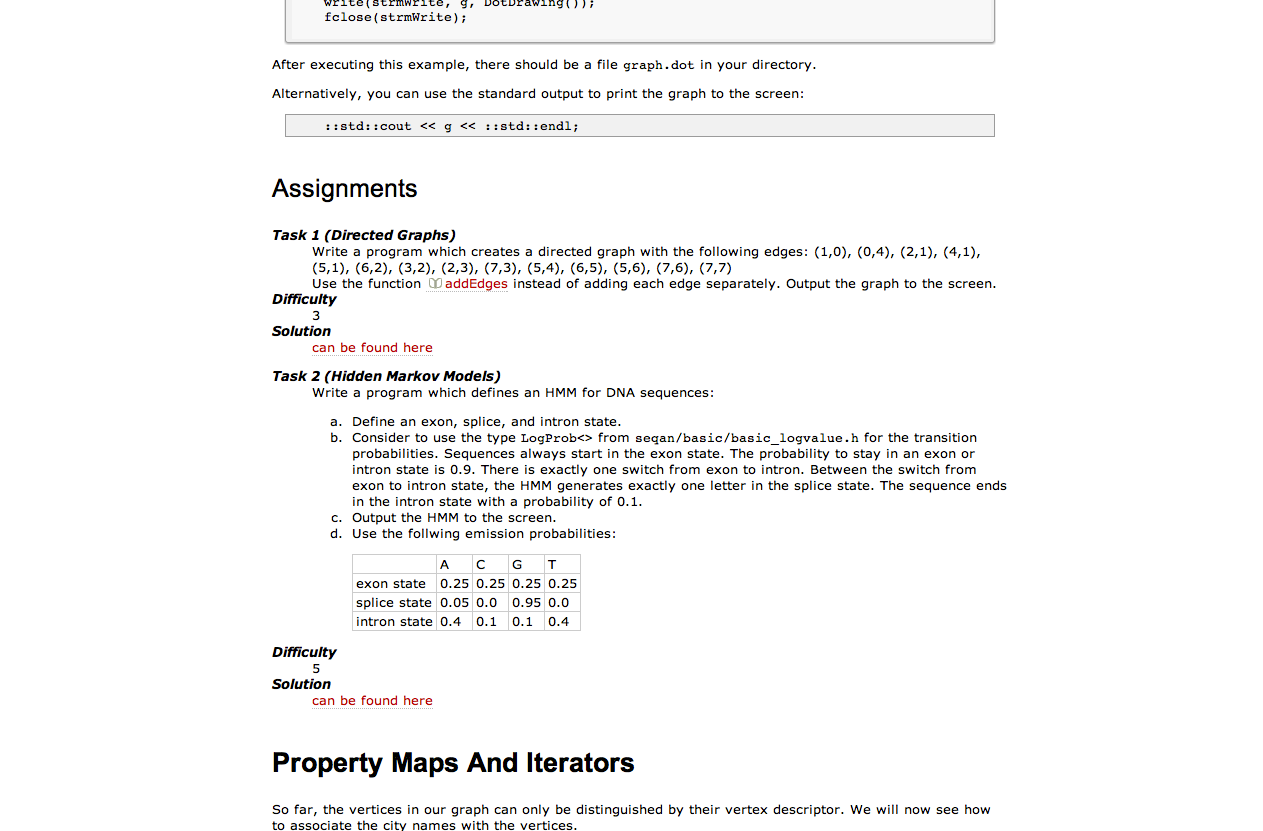 write(strmWrite, g, DotDrawing());
fclose(strmWrite);
After executing this example, there should be a file graph.dot in your directory.
Alternatively, you can use the standard output to print the graph to the screen:
::std::cout << g << ::std::endl;
Assignments
Task 1 (Directed Graphs)
Write a program which creates a directed graph with the following edges: (1,0), (0,4), (2,1), (4,1),
(5,1), (6,2), (3,2), (2,3), (7,3), (5,4), (6,5), (5,6), (7,6), (7,7)
Use the function addEdges instead of adding each edge separately. Output the graph to the screen.
Difficulty
3
Solution
can be found here
Task 2 (Hidden Markov Models)
Write a program which defines an HMM for DNA sequences:
a. Define an exon, splice, and intron state.
b. Consider to use the type LogProb<> from seqan/basic/basic_logvalue.h for the transition
probabilities. Sequences always start in the exon state. The probability to stay in an exon or
intron state is 0.9. There is exactly one switch from exon to intron. Between the switch from
exon to intron state, the HMM generates exactly one letter in the splice state. The sequence ends
in the intron state with a probability of 0.1.
c. Output the HMM to the screen.
d. Use the follwing emission probabilities:
A C G T
exon state 0.25 0.25 0.25 0.25
splice state 0.05 0.0 0.95 0.0
intron state 0.4 0.1 0.1 0.4
Difficulty
5
Solution
can be found here
Property Maps And Iterators
So far, the vertices in our graph can only be distinguished by their vertex descriptor. We will now see how
to associate the city names with the vertices.